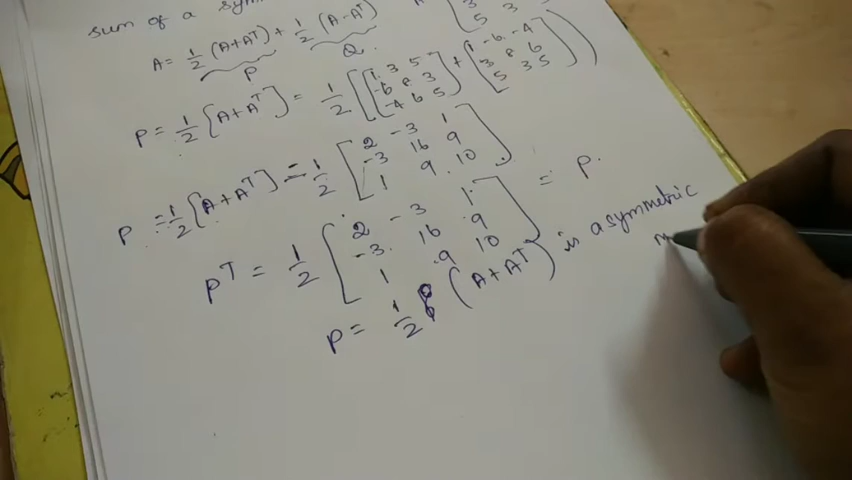 sum of a sym
A = 1/2 (A+Aᵀ) + 1/2 (A-Aᵀ)
P Q.
5 3
P = 1/2 [A+Aᵀ] = 1/2 [[1 3 5 -6 8 3 -4 6 5] + [1 -6 -4 3 8 6 5 3 5]]
P = 1/2 [A+Aᵀ] = 1/2 [2 -3 1 -3 16 9 1 9 10]
Pᵀ = 1/2 [2 -3 1 -3 16 9 1 9 10] = P.
P = 1/2 (A+Aᵀ) is a symmetric
m